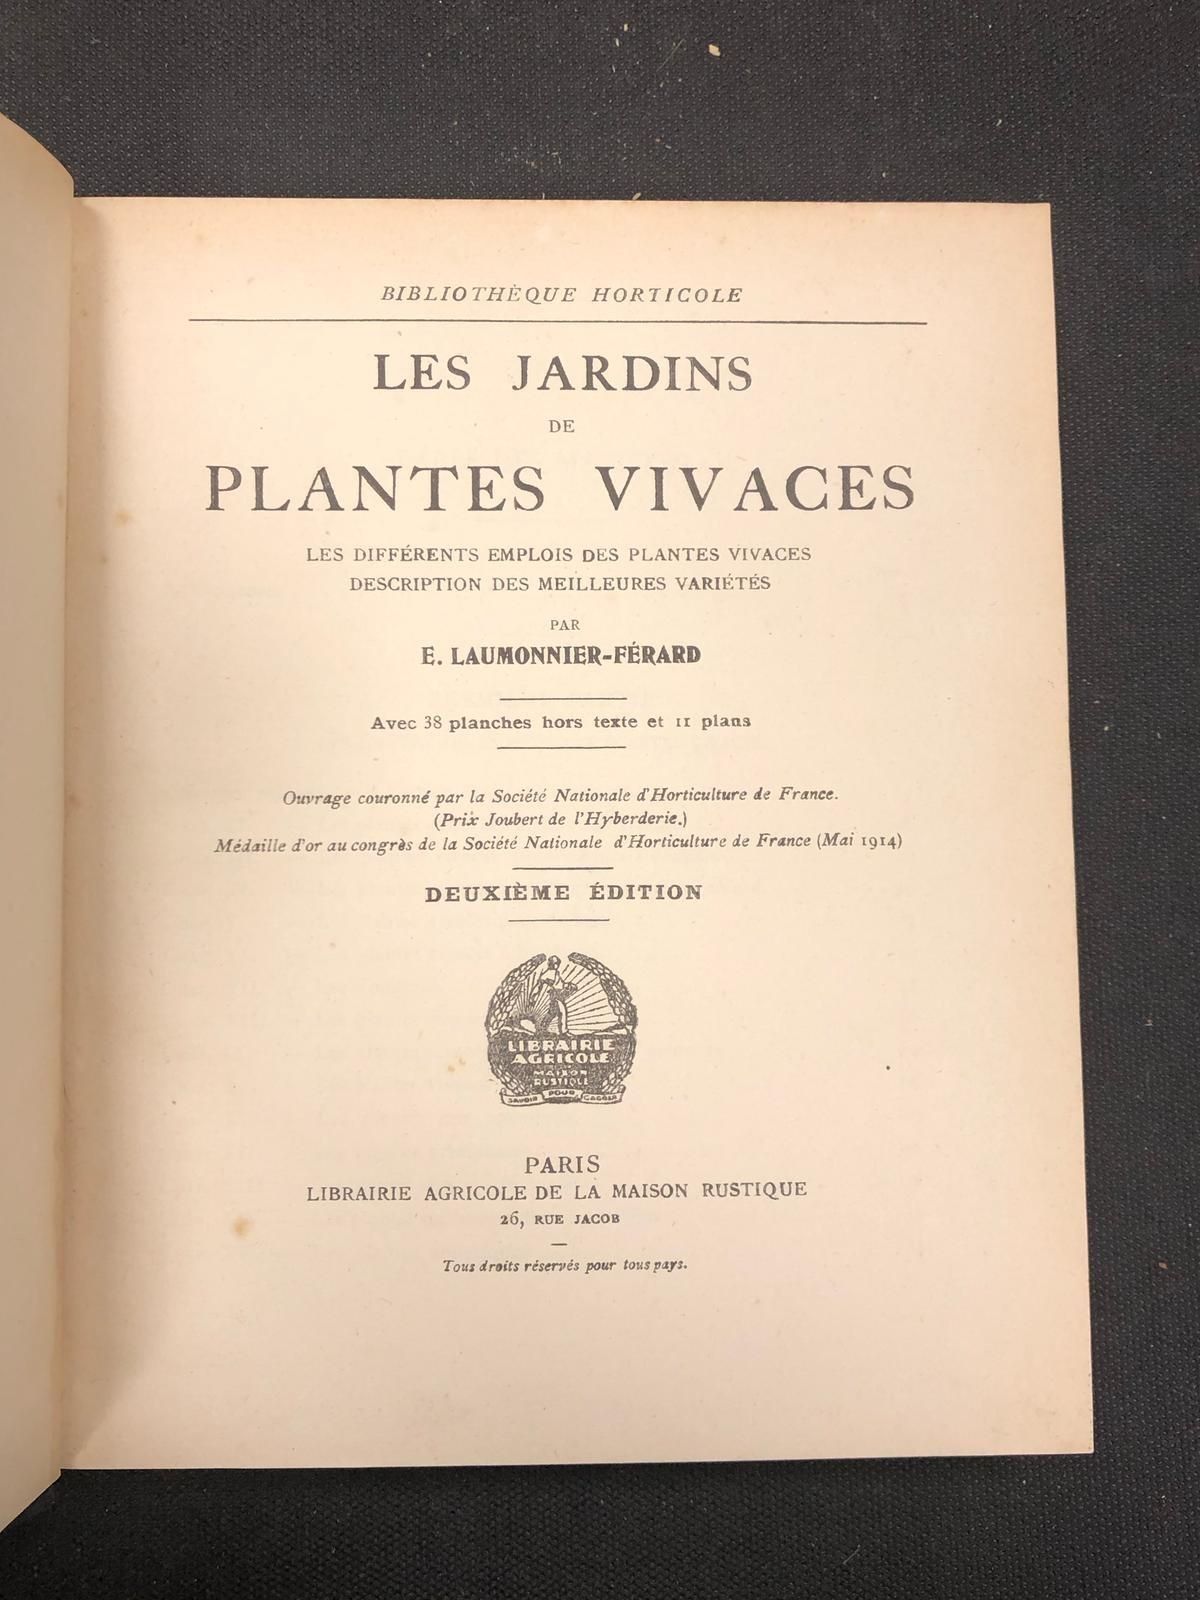 BIBLIOTHÈQUE HORTICOLE
LES JARDINS
DE
PLANTES VIVACES
LES DIFFÉRENTS EMPLOIS DES PLANTES VIVACES
DESCRIPTION DES MEILLEURES VARIÉTÉS
PAR
E. LAUMONNIER-FÉRARD
Avec 38 planches hors texte et 11 plans
Ouvrage couronné par la Société Nationale d'Horticulture de France.
(Prix Joubert de l'Hyberderie.)
Médaille d'or au congrès de la Société Nationale d'Horticulture de France (Mai 1914)
DEUXIÈME ÉDITION
LIBRAIRIE
AGRICOLE
MAISON
RUSTIQUE
SAVOIR POUR GAGNER
PARIS
LIBRAIRIE AGRICOLE DE LA MAISON RUSTIQUE
26, RUE JACOB
Tous droits réservés pour tous pays.